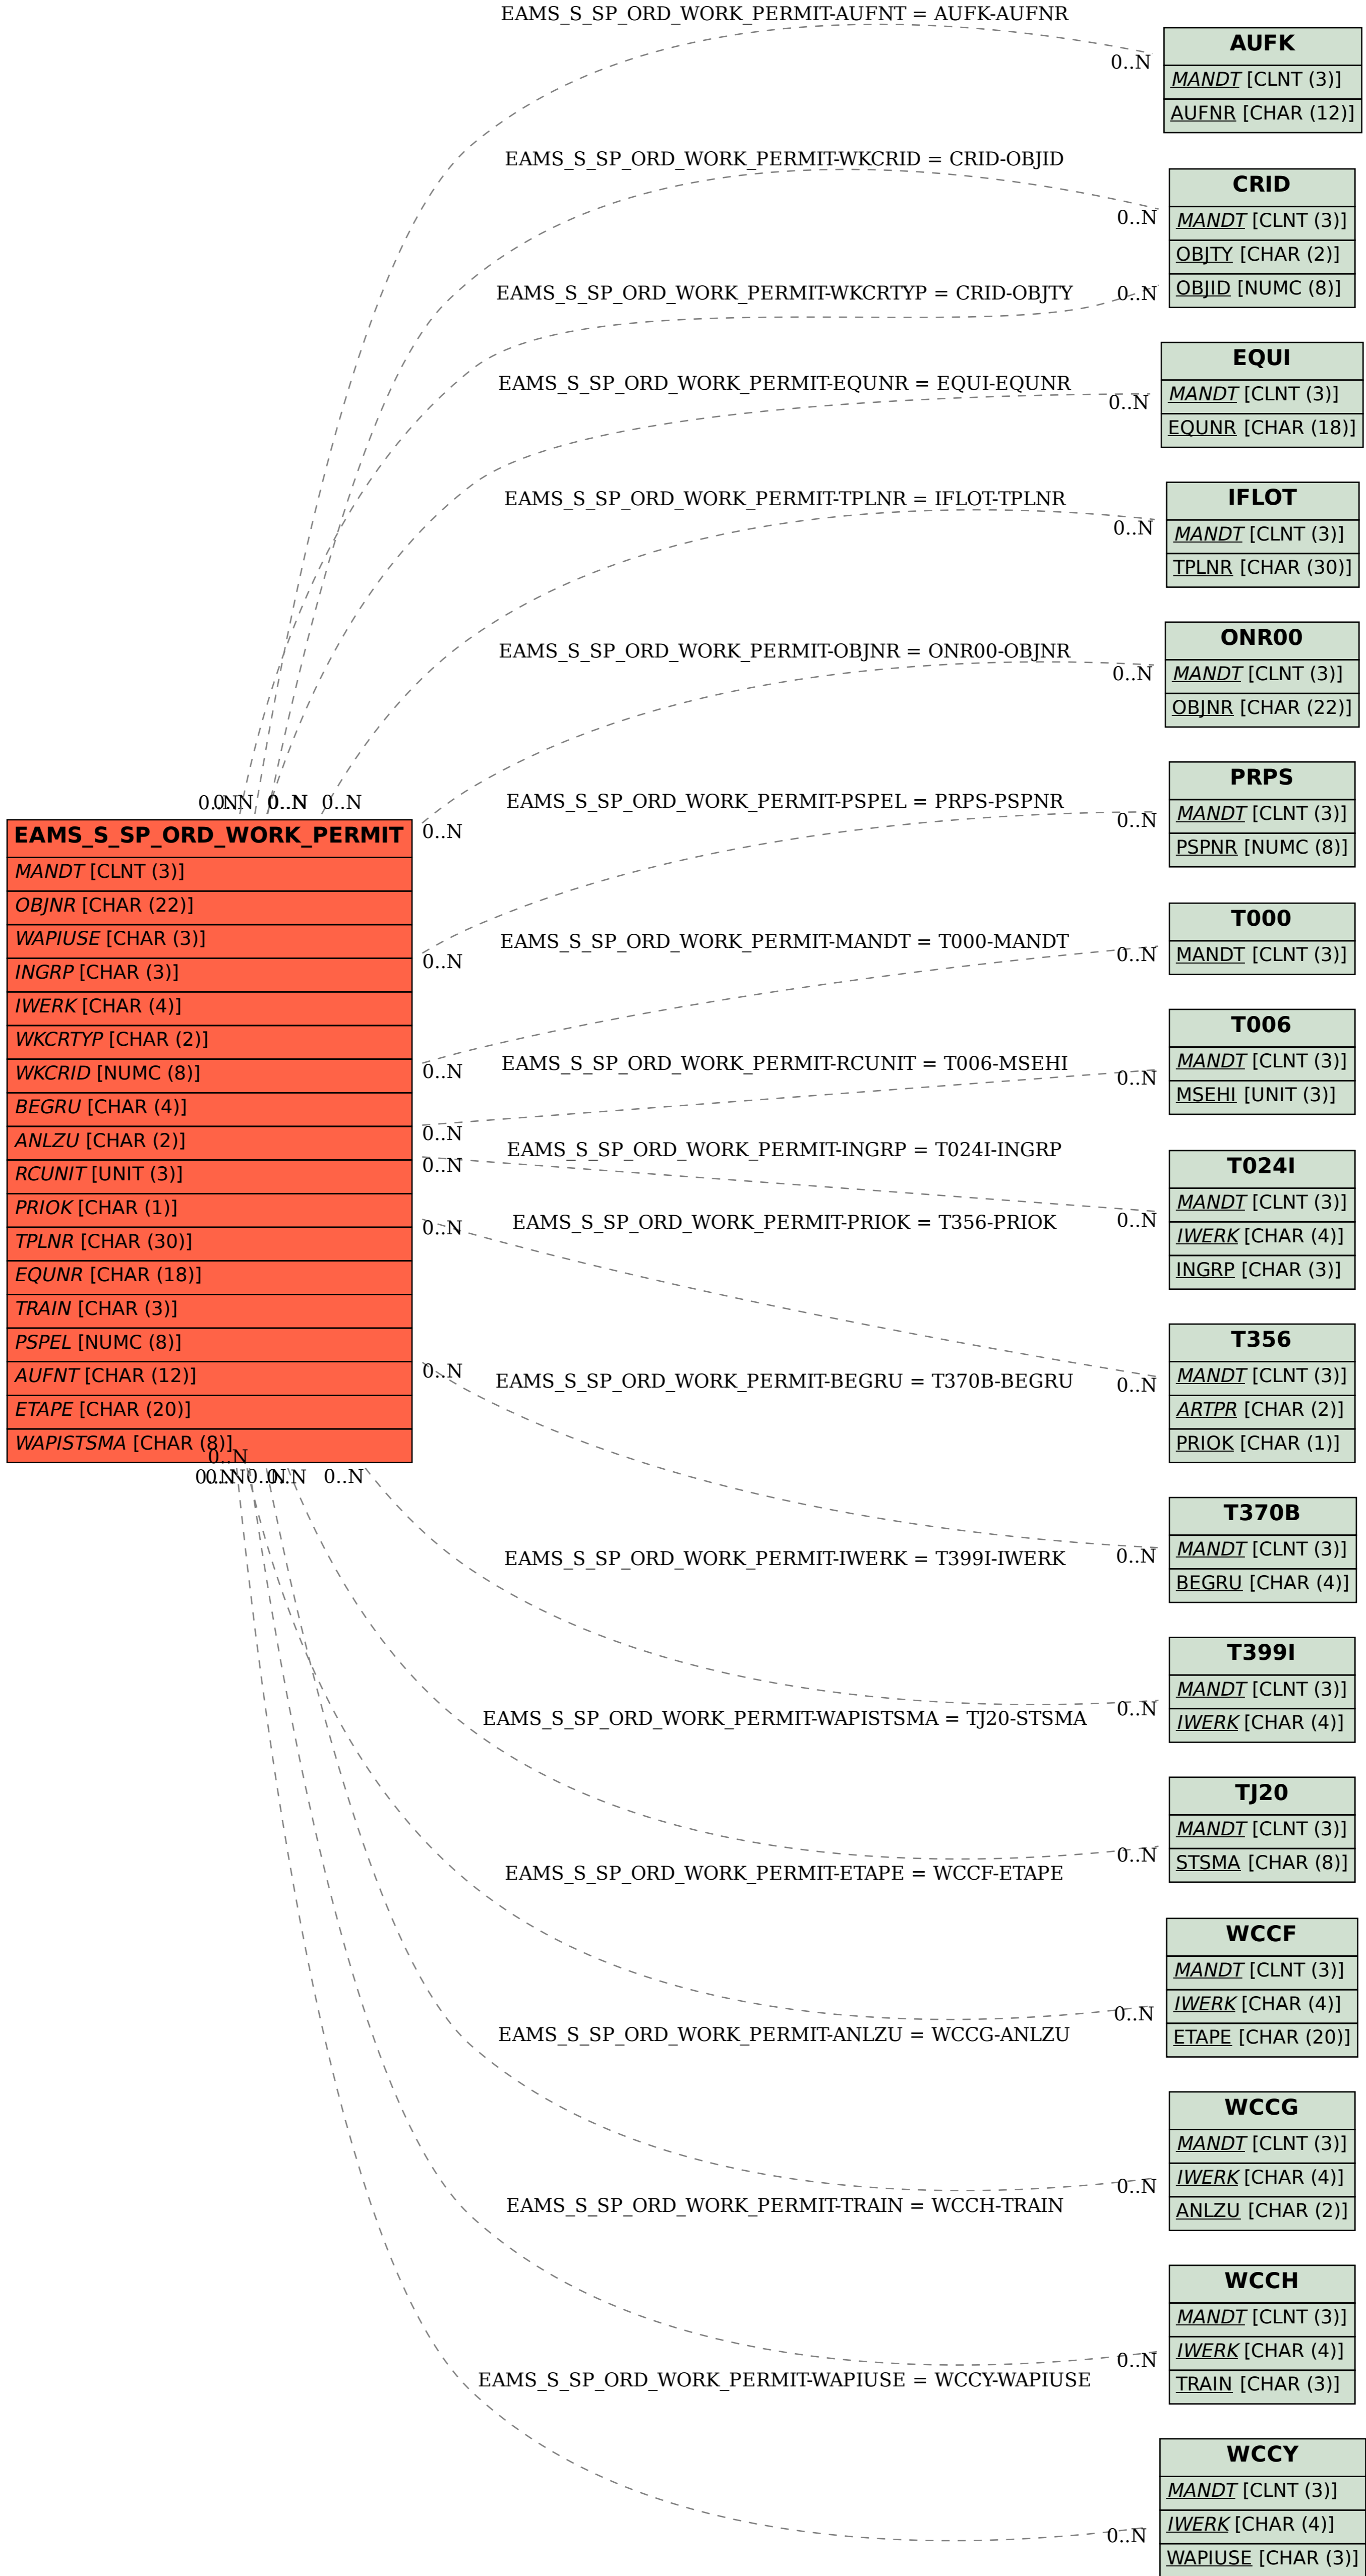 EAMS_S_SP_ORD_WORK_PERMIT-AUFNT = AUFK-AUFNR
0..N
AUFK
MANDT [CLNT (3)]
AUFNR [CHAR (12)]
EAMS_S_SP_ORD_WORK_PERMIT-WKCRID = CRID-OBJID
0..N
CRID
MANDT [CLNT (3)]
OBJTY [CHAR (2)]
OBJID [NUMC (8)]
EAMS_S_SP_ORD_WORK_PERMIT-WKCRTYP = CRID-OBJTY
0..N
EQUI
MANDT [CLNT (3)]
EQUNR [CHAR (18)]
EAMS_S_SP_ORD_WORK_PERMIT-EQUNR = EQUI-EQUNR
0..N
IFLOT
MANDT [CLNT (3)]
TPLNR [CHAR (30)]
EAMS_S_SP_ORD_WORK_PERMIT-TPLNR = IFLOT-TPLNR
0..N
ONR00
MANDT [CLNT (3)]
OBJNR [CHAR (22)]
EAMS_S_SP_ORD_WORK_PERMIT-OBJNR = ONR00-OBJNR
0..N
PRPS
MANDT [CLNT (3)]
PSPNR [NUMC (8)]
EAMS_S_SP_ORD_WORK_PERMIT-PSPEL = PRPS-PSPNR
0..N
0..N
0..N
0..N
0..N
0..N
EAMS_S_SP_ORD_WORK_PERMIT
MANDT [CLNT (3)]
OBJNR [CHAR (22)]
WAPIUSE [CHAR (3)]
INGRP [CHAR (3)]
IWERK [CHAR (4)]
WKCRTYP [CHAR (2)]
WKCRID [NUMC (8)]
BEGRU [CHAR (4)]
ANLZU [CHAR (2)]
RCUNIT [UNIT (3)]
PRIOK [CHAR (1)]
TPLNR [CHAR (30)]
EQUNR [CHAR (18)]
TRAIN [CHAR (3)]
PSPEL [NUMC (8)]
AUFNT [CHAR (12)]
ETAPE [CHAR (20)]
WAPISTSMA [CHAR (8)]
0..N
0..N
0..N
0..N
0..N
0..N
0..N
0..N
0..N
0..N
0..N
0..N
0..N
EAMS_S_SP_ORD_WORK_PERMIT-MANDT = T000-MANDT
0..N
T000
MANDT [CLNT (3)]
EAMS_S_SP_ORD_WORK_PERMIT-RCUNIT = T006-MSEHI
0..N
T006
MANDT [CLNT (3)]
MSEHI [UNIT (3)]
EAMS_S_SP_ORD_WORK_PERMIT-INGRP = T024I-INGRP
0..N
T024I
MANDT [CLNT (3)]
IWERK [CHAR (4)]
INGRP [CHAR (3)]
EAMS_S_SP_ORD_WORK_PERMIT-PRIOK = T356-PRIOK
0..N
T356
MANDT [CLNT (3)]
ARTPR [CHAR (2)]
PRIOK [CHAR (1)]
EAMS_S_SP_ORD_WORK_PERMIT-BEGRU = T370B-BEGRU
0..N
T370B
MANDT [CLNT (3)]
BEGRU [CHAR (4)]
EAMS_S_SP_ORD_WORK_PERMIT-IWERK = T399I-IWERK
0..N
T399I
MANDT [CLNT (3)]
IWERK [CHAR (4)]
EAMS_S_SP_ORD_WORK_PERMIT-WAPISTSMA = TJ20-STSMA
0..N
TJ20
MANDT [CLNT (3)]
STSMA [CHAR (8)]
EAMS_S_SP_ORD_WORK_PERMIT-ETAPE = WCCF-ETAPE
0..N
WCCF
MANDT [CLNT (3)]
IWERK [CHAR (4)]
ETAPE [CHAR (20)]
EAMS_S_SP_ORD_WORK_PERMIT-ANLZU = WCCG-ANLZU
0..N
WCCG
MANDT [CLNT (3)]
IWERK [CHAR (4)]
ANLZU [CHAR (2)]
EAMS_S_SP_ORD_WORK_PERMIT-TRAIN = WCCH-TRAIN
0..N
WCCH
MANDT [CLNT (3)]
IWERK [CHAR (4)]
TRAIN [CHAR (3)]
EAMS_S_SP_ORD_WORK_PERMIT-WAPIUSE = WCCY-WAPIUSE
0..N
WCCY
MANDT [CLNT (3)]
IWERK [CHAR (4)]
WAPIUSE [CHAR (3)]